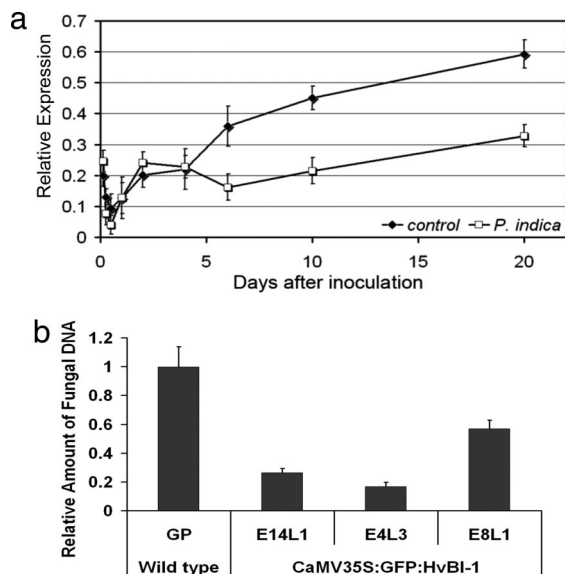 a
Relative Expression
0.7
0.6
0.5
0.4
0.3
0.2
0.1
0
0 5 10 15 20
control P. indica
Days after inoculation
b
Relative Amount of Fungal DNA
1.2
1
0.8
0.6
0.4
0.2
0
GP E14L1 E4L3 E8L1
Wild type CaMV35S:GFP:HvBI-1